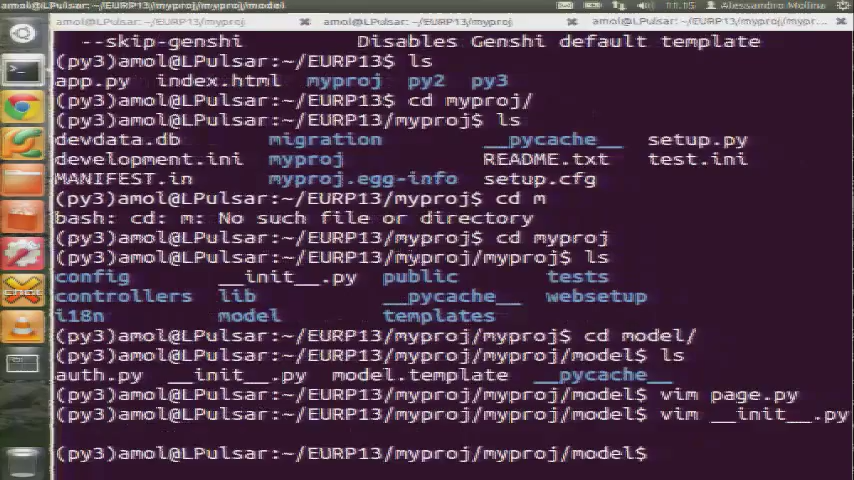 amol@LPulsar: ~/EURP13/myproj/myproj/model 11:15 Alessandro Molina
amol@LPulsar: ~/EURP13/myproj amol@LPulsar: ~/EURP13/myproj amol@LPulsar: ~/EURP13/myproj/mypr...
--skip-genshi Disables Genshi default template
(py3)amol@LPulsar:~/EURP13$ ls
app.py index.html myproj py2 py3
(py3)amol@LPulsar:~/EURP13$ cd myproj/
(py3)amol@LPulsar:~/EURP13/myproj$ ls
devdata.db migration __pycache__ setup.py
development.ini myproj README.txt test.ini
MANIFEST.in myproj.egg-info setup.cfg
(py3)amol@LPulsar:~/EURP13/myproj$ cd m
bash: cd: m: No such file or directory
(py3)amol@LPulsar:~/EURP13/myproj$ cd myproj
(py3)amol@LPulsar:~/EURP13/myproj/myproj$ ls
config __init__.py public tests
controllers lib __pycache__ websetup
i18n model templates
(py3)amol@LPulsar:~/EURP13/myproj/myproj$ cd model/
(py3)amol@LPulsar:~/EURP13/myproj/myproj/model$ ls
auth.py __init__.py model.template __pycache__
(py3)amol@LPulsar:~/EURP13/myproj/myproj/model$ vim page.py
(py3)amol@LPulsar:~/EURP13/myproj/myproj/model$ vim __init__.py
(py3)amol@LPulsar:~/EURP13/myproj/myproj/model$